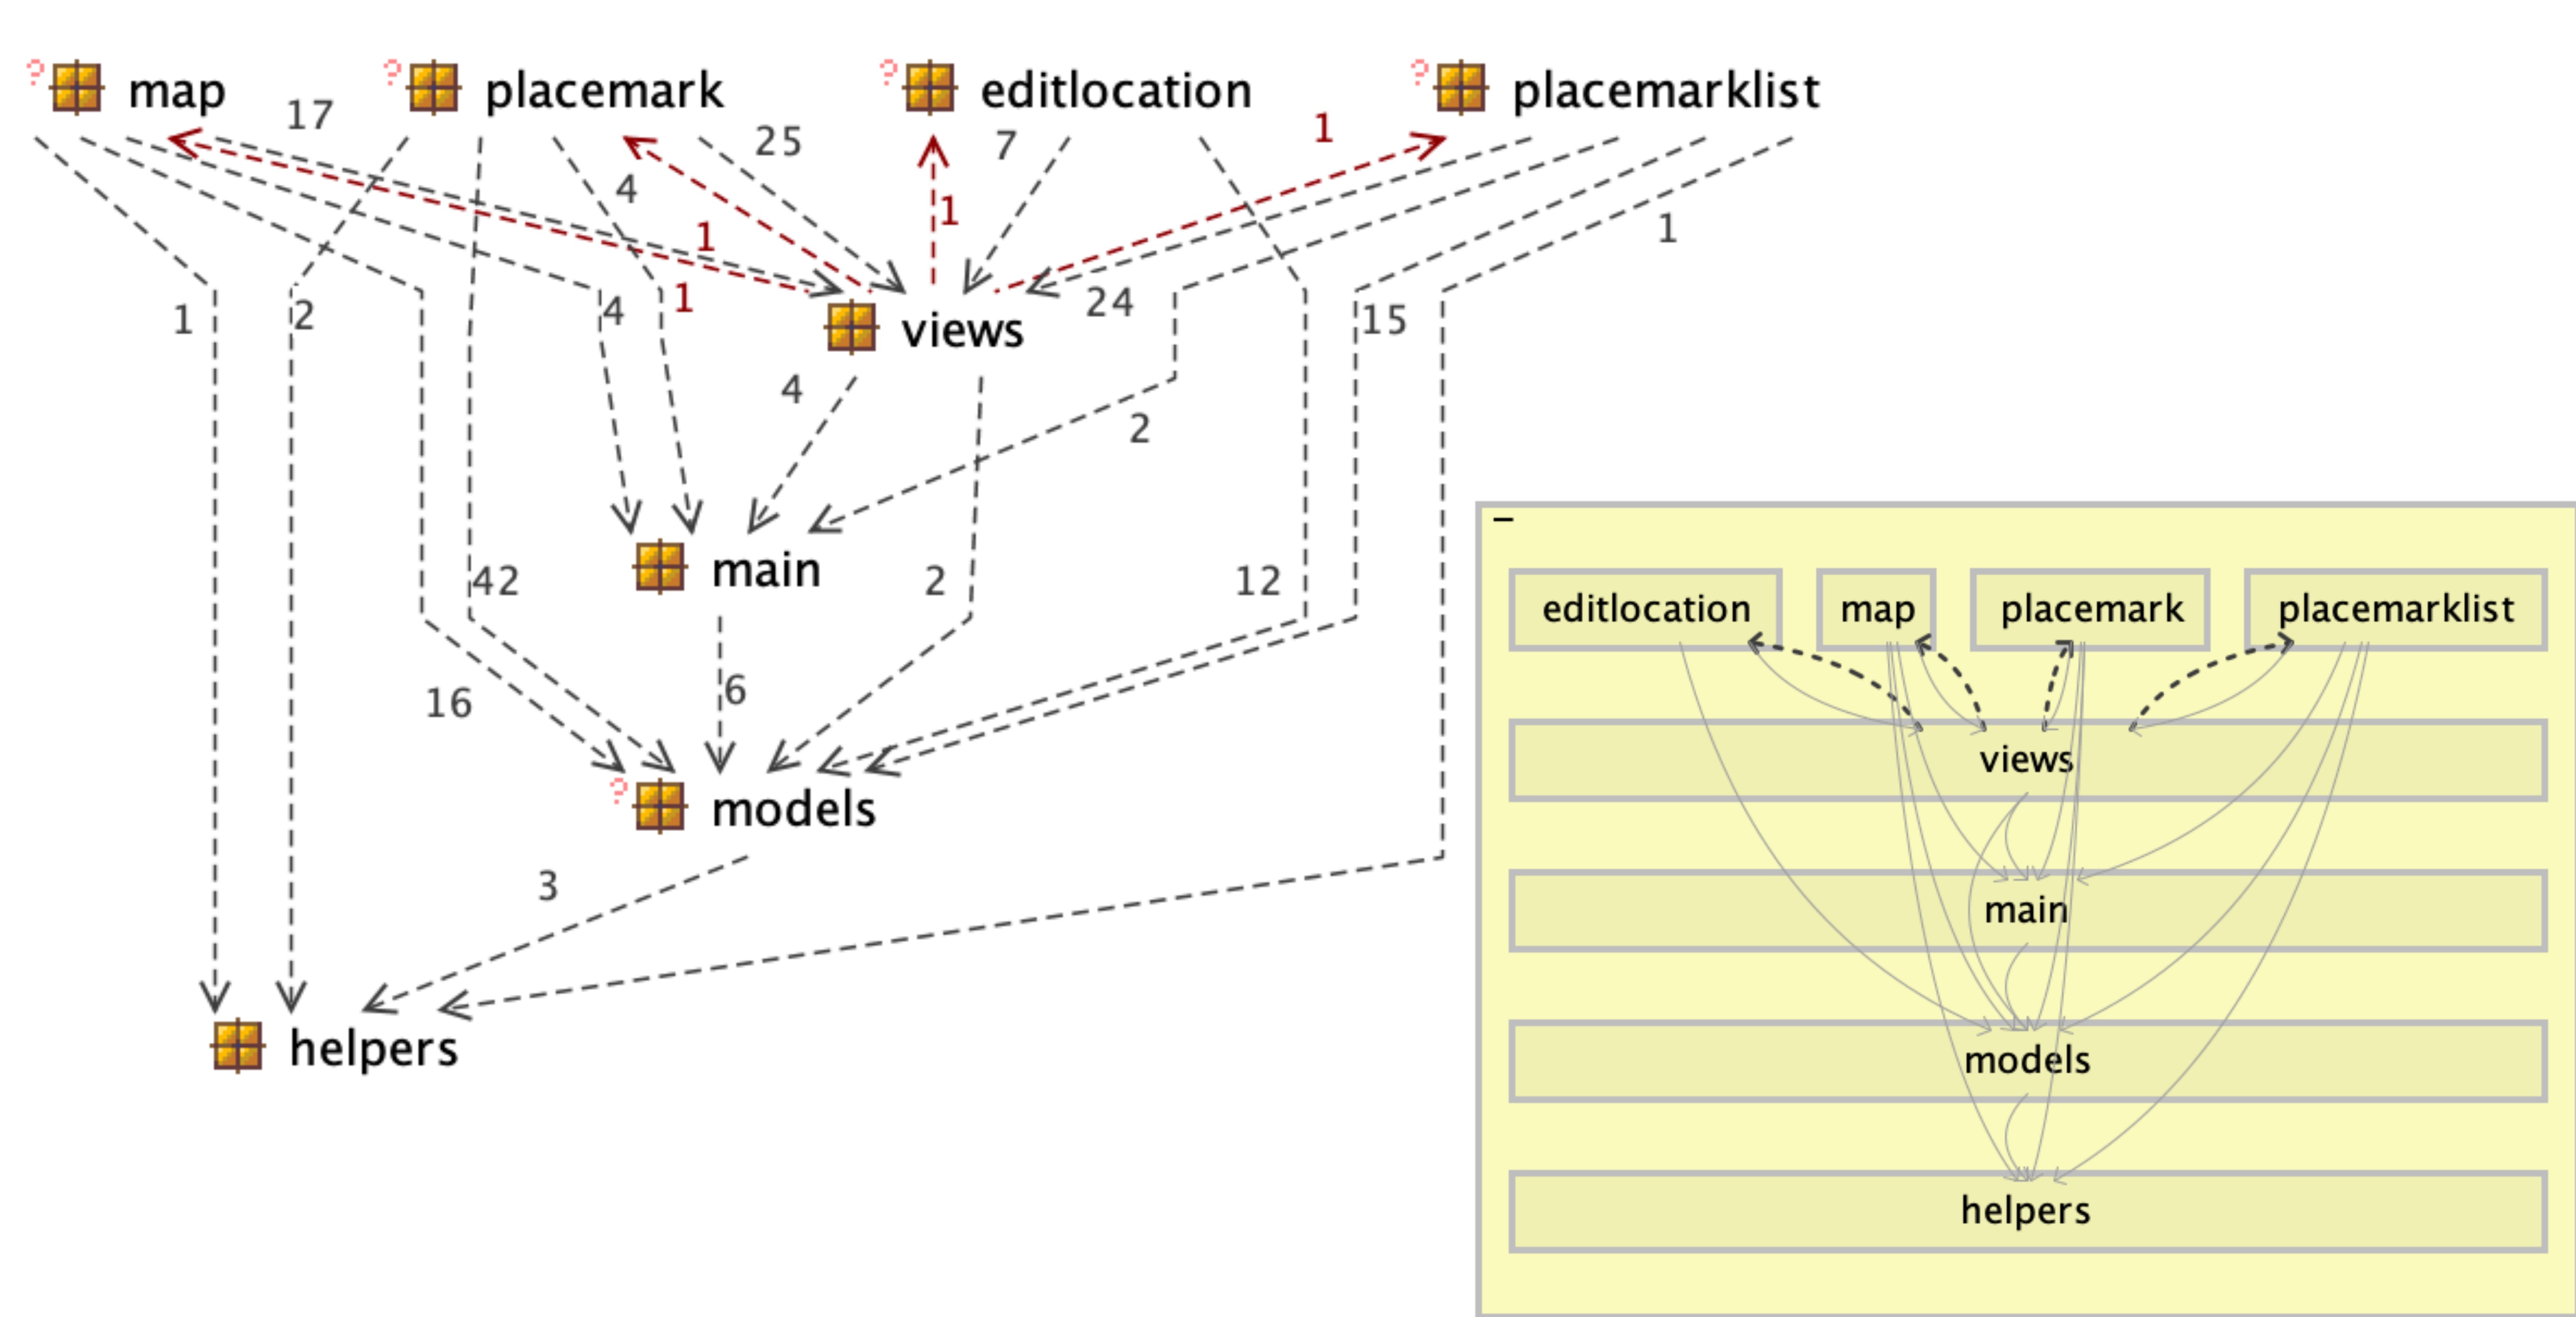 ? map ? placemark ? editlocation ? placemarklist
17 25 7 1
4 1 1 1
1 2 4 1 24 15
views
4 2
main
42 2 12
16 6
? models
3
helpers
–
editlocation map placemark placemarklist
views
main
models
helpers